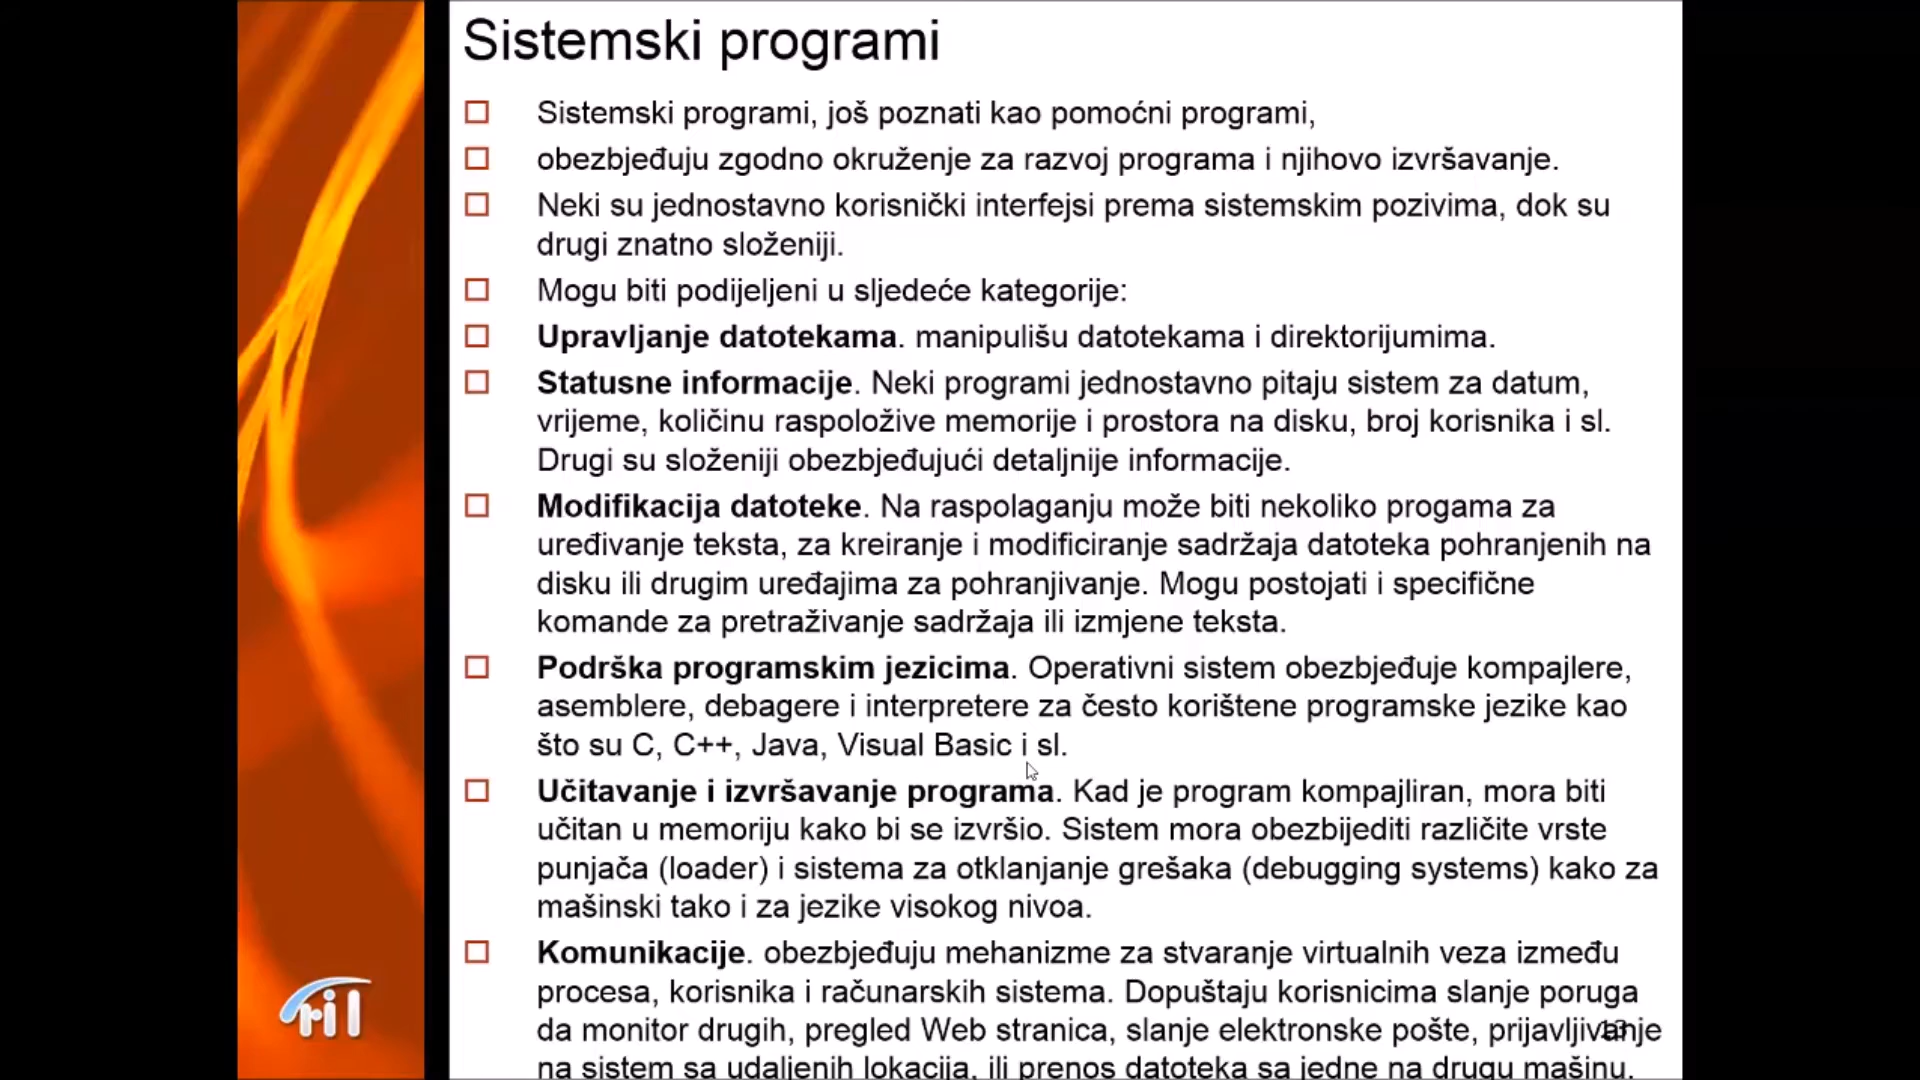 Sistemski programi
Sistemski programi, još poznati kao pomoćni programi,
obezbjeđuju zgodno okruženje za razvoj programa i njihovo izvršavanje.
Neki su jednostavno korisnički interfejsi prema sistemskim pozivima, dok su
drugi znatno složeniji.
Mogu biti podijeljeni u sljedeće kategorije:
Upravljanje datotekama. manipulišu datotekama i direktorijumima.
Statusne informacije. Neki programi jednostavno pitaju sistem za datum,
vrijeme, količinu raspoložive memorije i prostora na disku, broj korisnika i sl.
Drugi su složeniji obezbjeđujući detaljnije informacije.
Modifikacija datoteke. Na raspolaganju može biti nekoliko progama za
uređivanje teksta, za kreiranje i modificiranje sadržaja datoteka pohranjenih na
disku ili drugim uređajima za pohranjivanje. Mogu postojati i specifične
komande za pretraživanje sadržaja ili izmjene teksta.
Podrška programskim jezicima. Operativni sistem obezbjeđuje kompajlere,
asemblere, debagere i interpretere za često korištene programske jezike kao
što su C, C++, Java, Visual Basic i sl.
Učitavanje i izvršavanje programa. Kad je program kompajliran, mora biti
učitan u memoriju kako bi se izvršio. Sistem mora obezbijediti različite vrste
punjača (loader) i sistema za otklanjanje grešaka (debugging systems) kako za
mašinski tako i za jezike visokog nivoa.
Komunikacije. obezbjeđuju mehanizme za stvaranje virtualnih veza između
procesa, korisnika i računarskih sistema. Dopuštaju korisnicima slanje poruga
da monitor drugih, pregled Web stranica, slanje elektronske pošte, prijavljivanje
na sistem sa udaljenih lokacija, ili prenos datoteka sa jedne na drugu mašinu.
13
ril